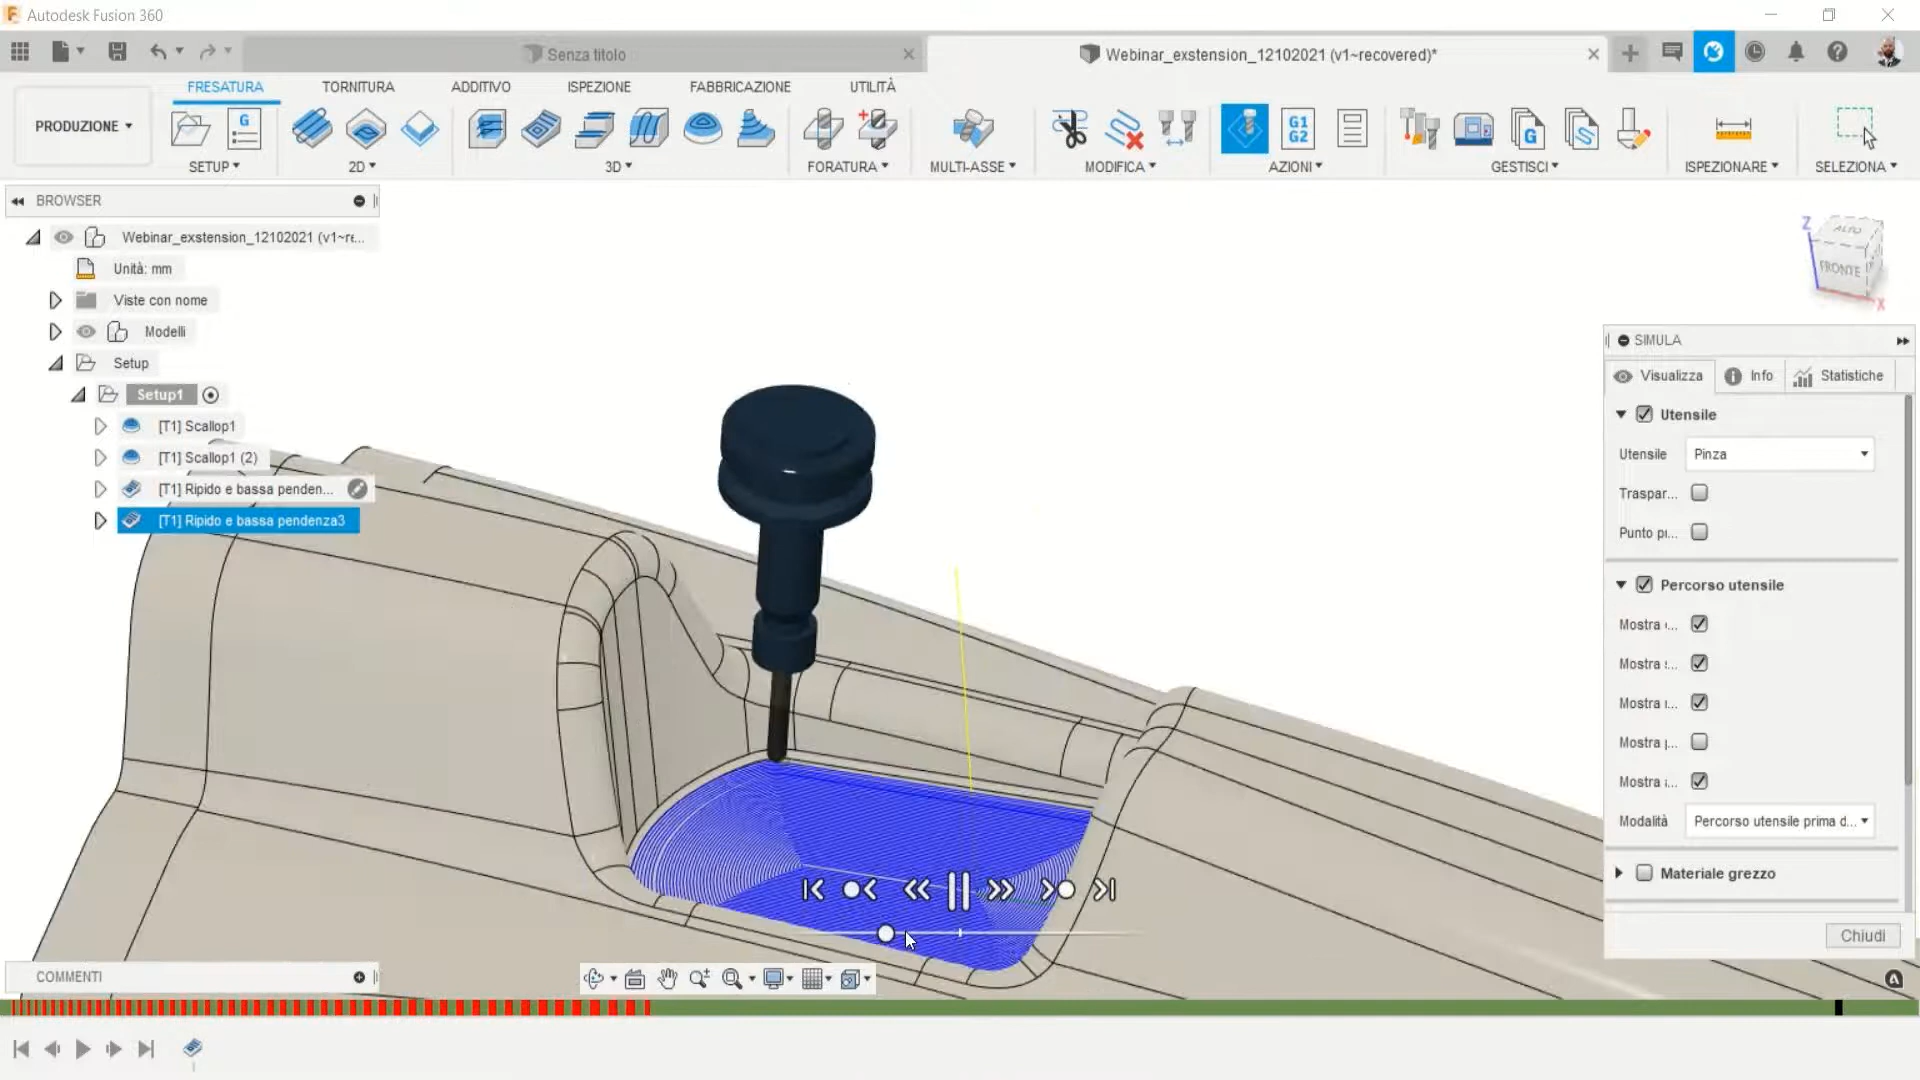 Autodesk Fusion 360
Senza titolo
Webinar_exstension_12102021 (v1~recovered)*
PRODUZIONE
FRESATURA
TORNITURA
ADDITIVO
ISPEZIONE
FABBRICAZIONE
UTILITÀ
SETUP
2D
3D
FORATURA
MULTI-ASSE
MODIFICA
AZIONI
GESTISCI
ISPEZIONARE
SELEZIONA
G
G1
G2
G
BROWSER
Webinar_exstension_12102021 (v1~re...
Unità: mm
Viste con nome
Modelli
Setup
Setup1
[T1] Scallop1
[T1] Scallop1 (2)
[T1] Ripido e bassa penden...
[T1] Ripido e bassa pendenza3
Z
ALTO
FRONTE
X
SIMULA
Visualizza
Info
Statistiche
Utensile
Utensile
Pinza
Traspar...
Punto pr...
Percorso utensile
Mostra
Mostra
Mostra
Mostra
Mostra
Modalità
Percorso utensile prima d...
Materiale grezzo
Chiudi
COMMENTI